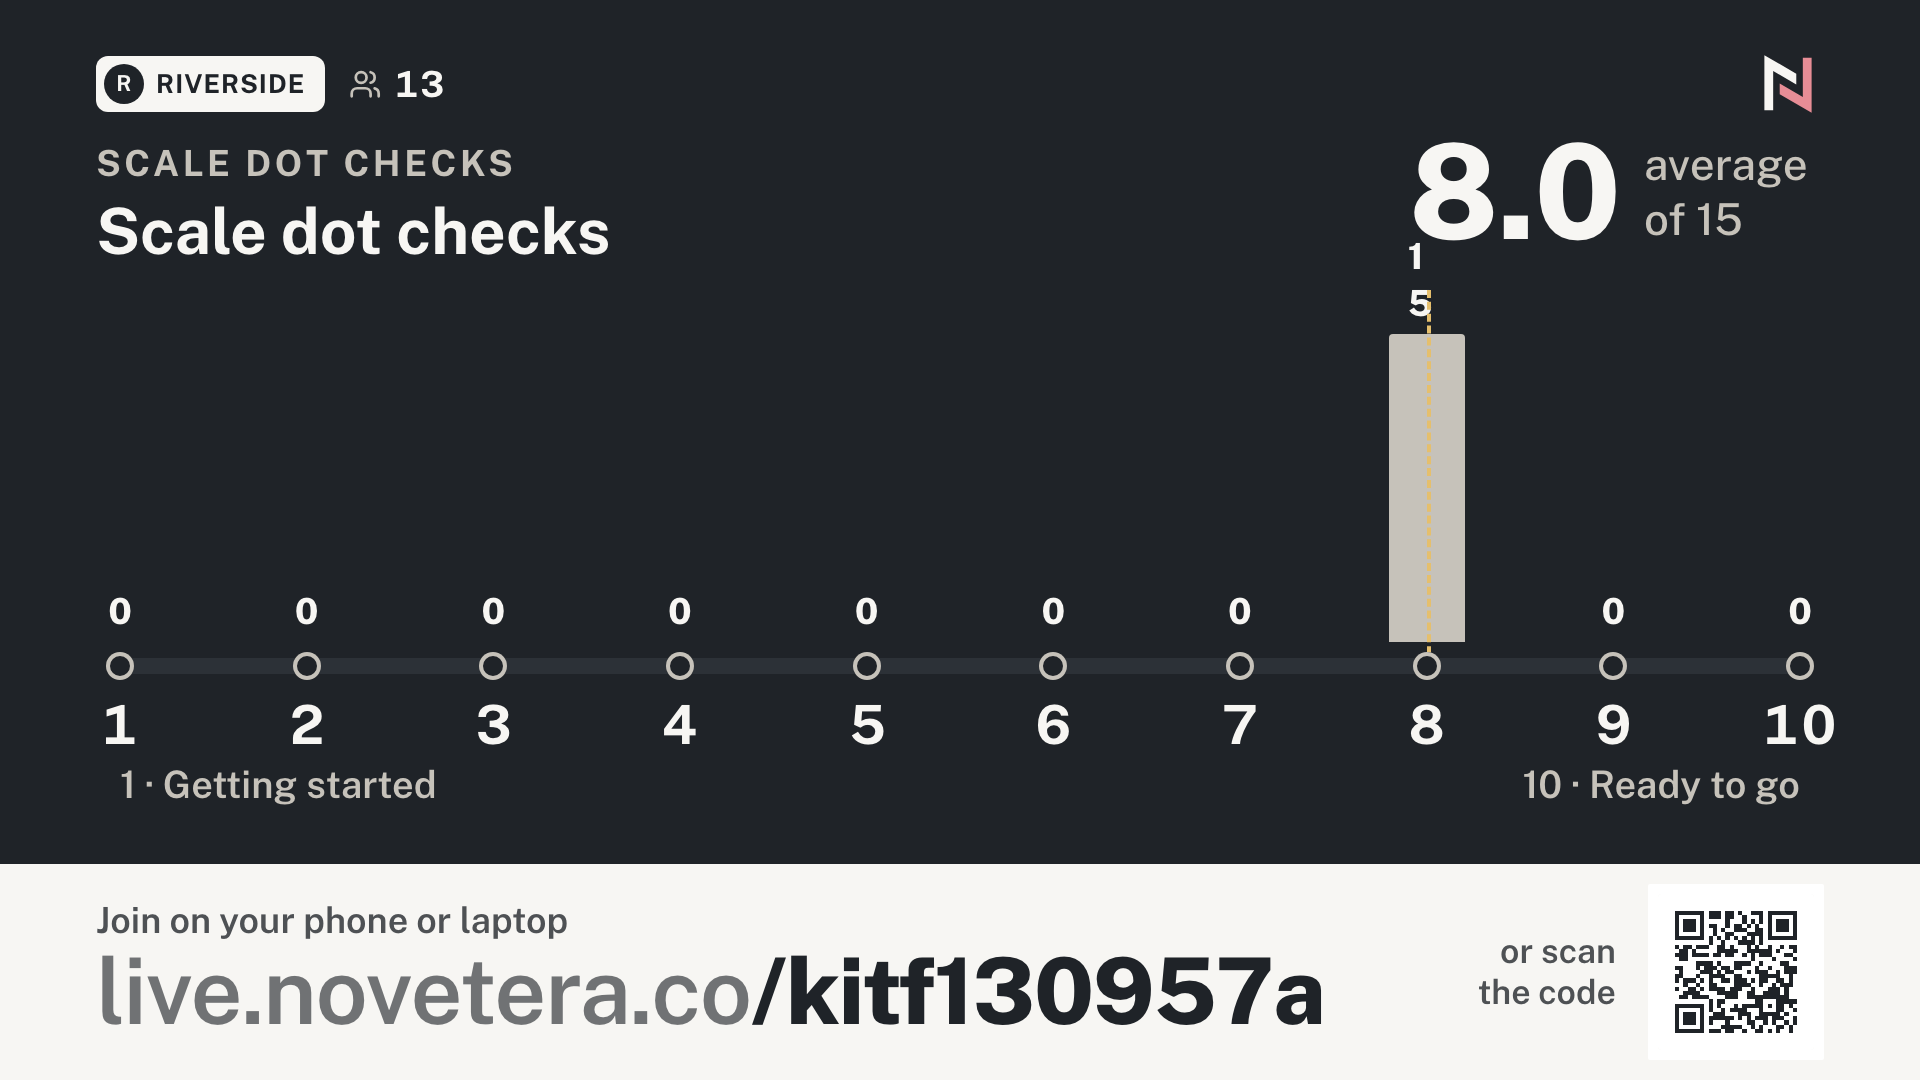 R RIVERSIDE 13
SCALE DOT CHECKS
Scale dot checks
8.0 average
of 15
1
5
0 0 0 0 0 0 0 0 0
1 2 3 4 5 6 7 8 9 10
1 · Getting started 10 · Ready to go
Join on your phone or laptop
live.novetera.co/kitf130957a
or scan
the code